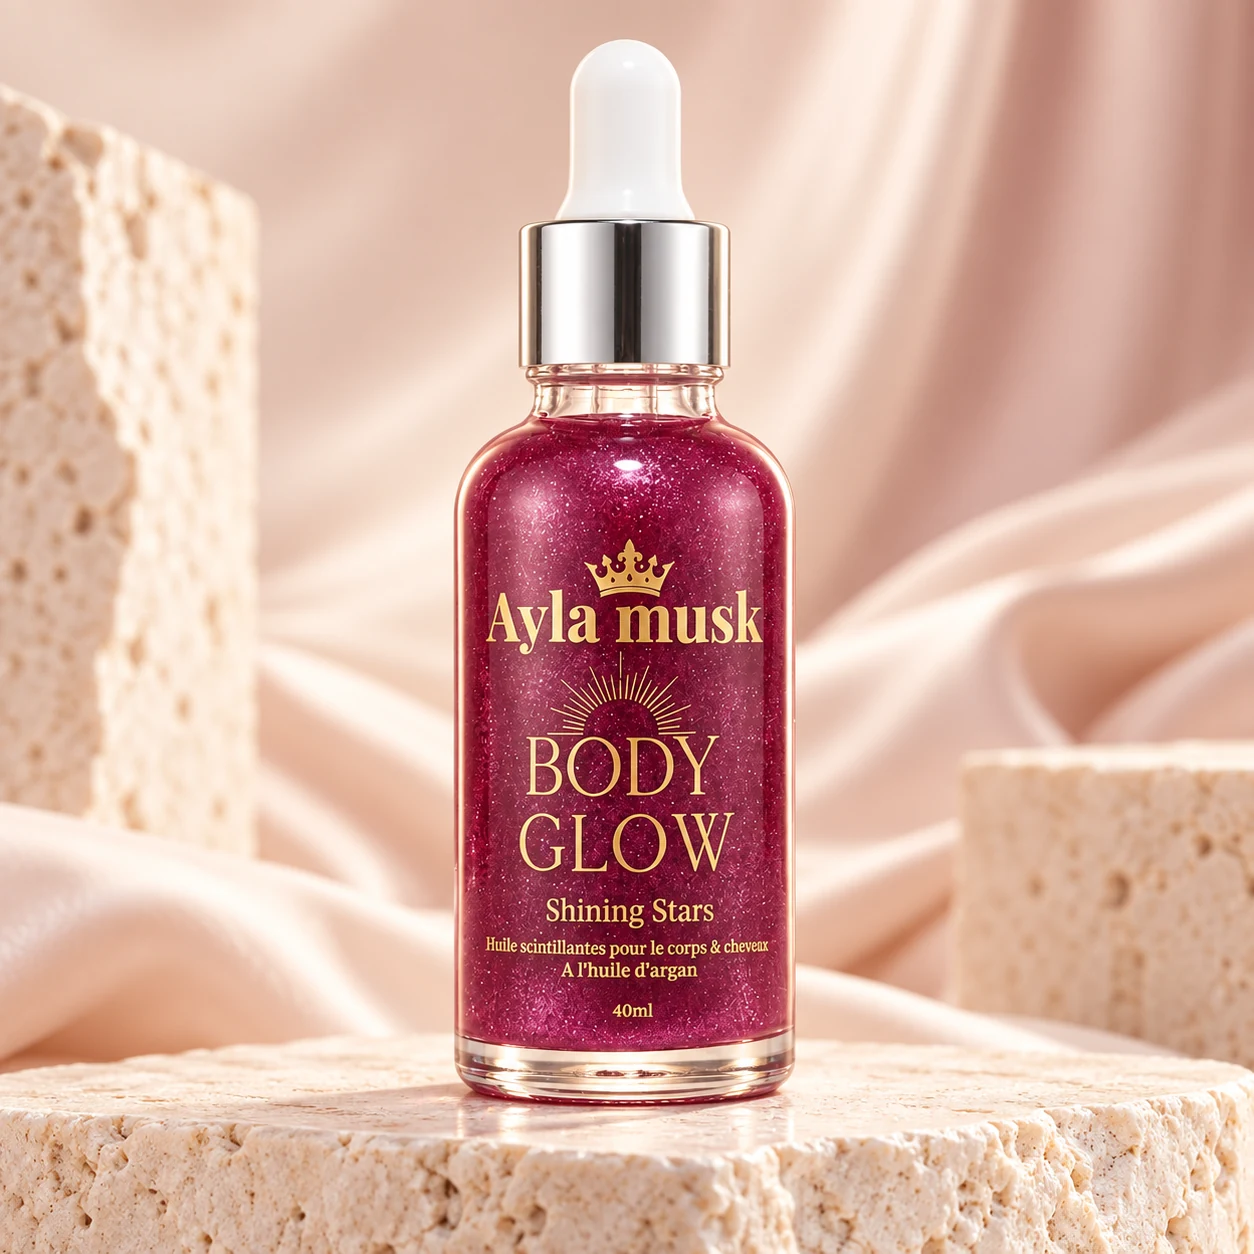 Ayla musk
BODY
GLOW
Shining Stars
Huile scintillantes pour le corps & cheveux
A l'huile d'argan
40ml